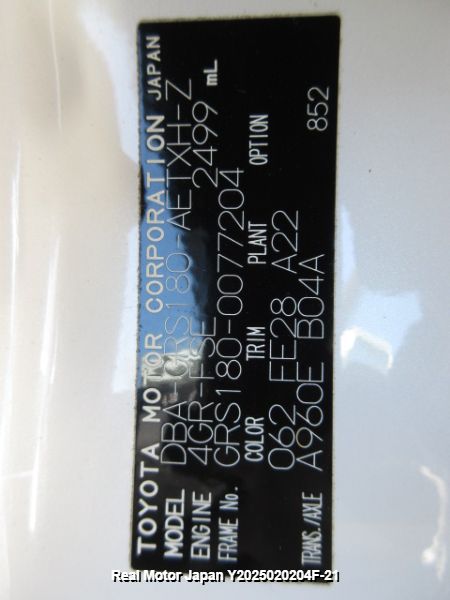 TOYOTA MOTOR CORPORATION JAPAN
MODEL DBA-GRS180-AETXH-Z
ENGINE 4GR-FSE 2499 mL
FRAME No. GRS180-0077204
COLOR TRIM PLANT OPTION
062 FE28 A22 852
TRANS./AXLE A960E B04A
Real Motor Japan Y2025020204F-21